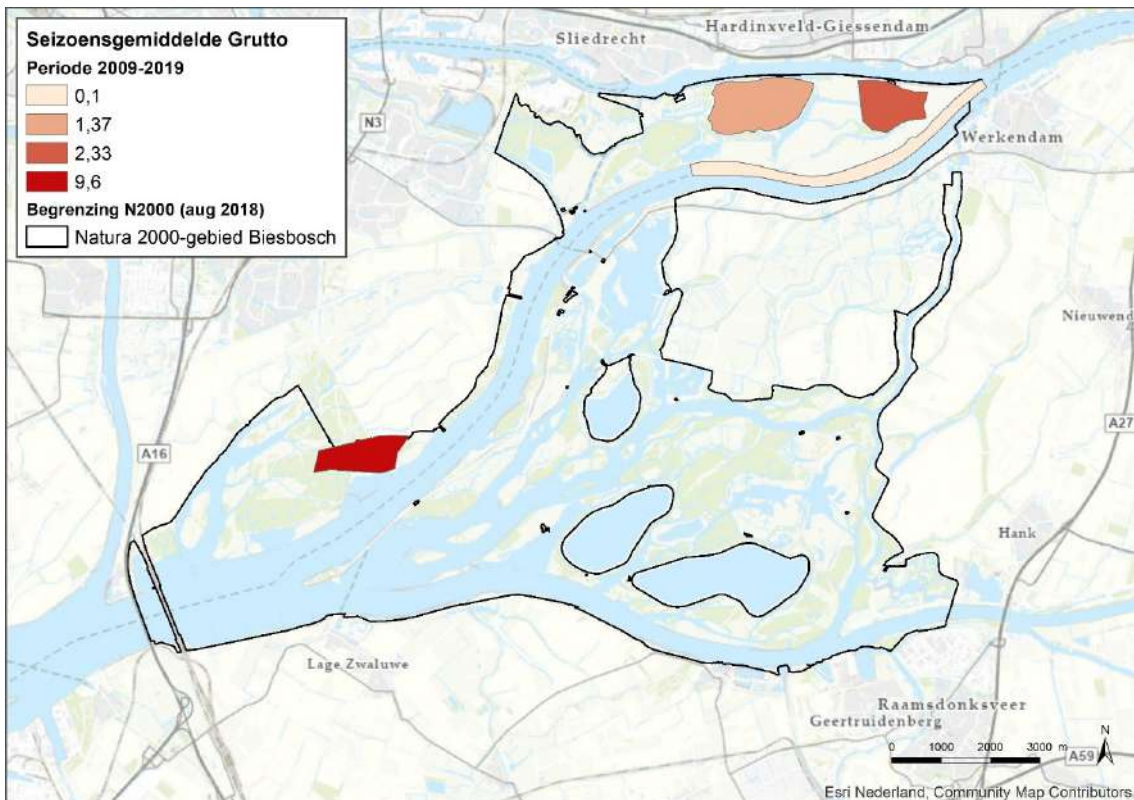 Seizoensgemiddelde Grutto
Periode 2009-2019
0,1
1,37
2,33
9,6
Begrenzing N2000 (aug 2018)
Natura 2000-gebied Biesbosch
Hardinxveld-Giessendam
Sliedrecht
N3
Werkendam
Nieuwend
A27
A16
Hank
Lage Zwaluwe
Raamsdonksveer
Geertruidenberg
N
0 1000 2000 3000 m
A59
Esri Nederland, Community Map Contributors